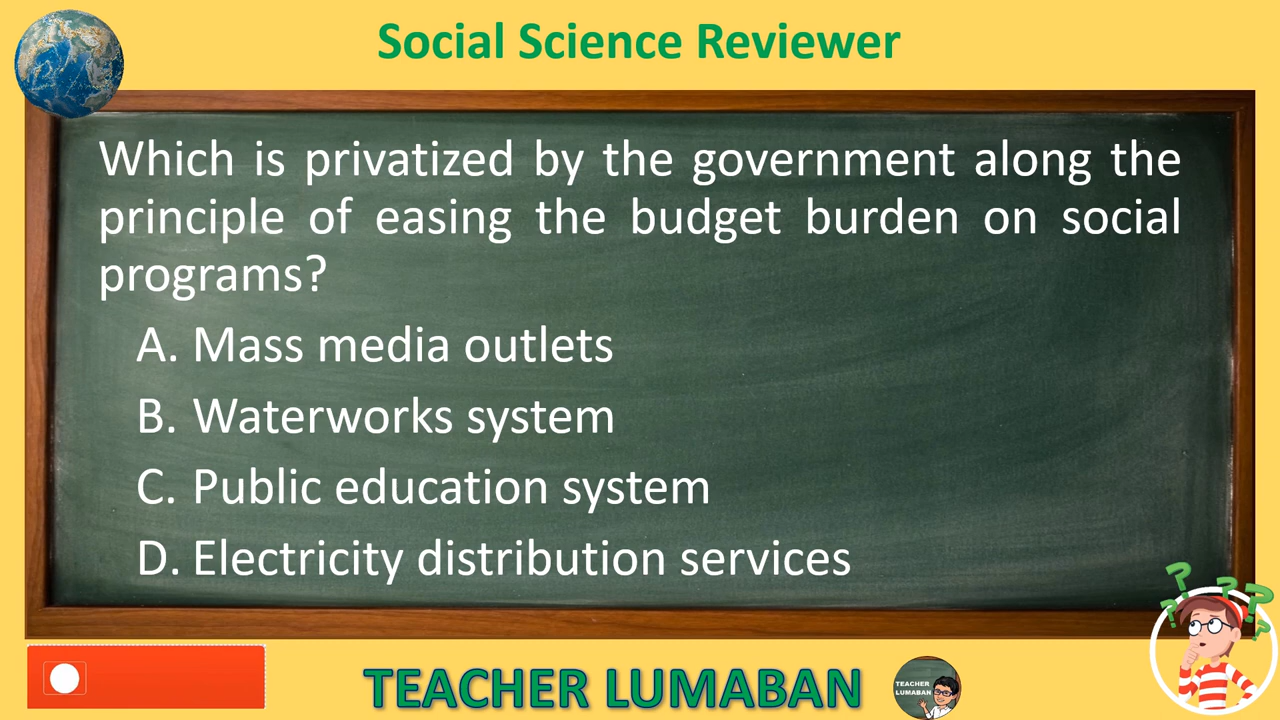 Social Science Reviewer
Which is privatized by the government along the
principle of easing the budget burden on social
programs?
A. Mass media outlets
B. Waterworks system
C. Public education system
D. Electricity distribution services
TEACHER LUMABAN
TEACHER
LUMABAN